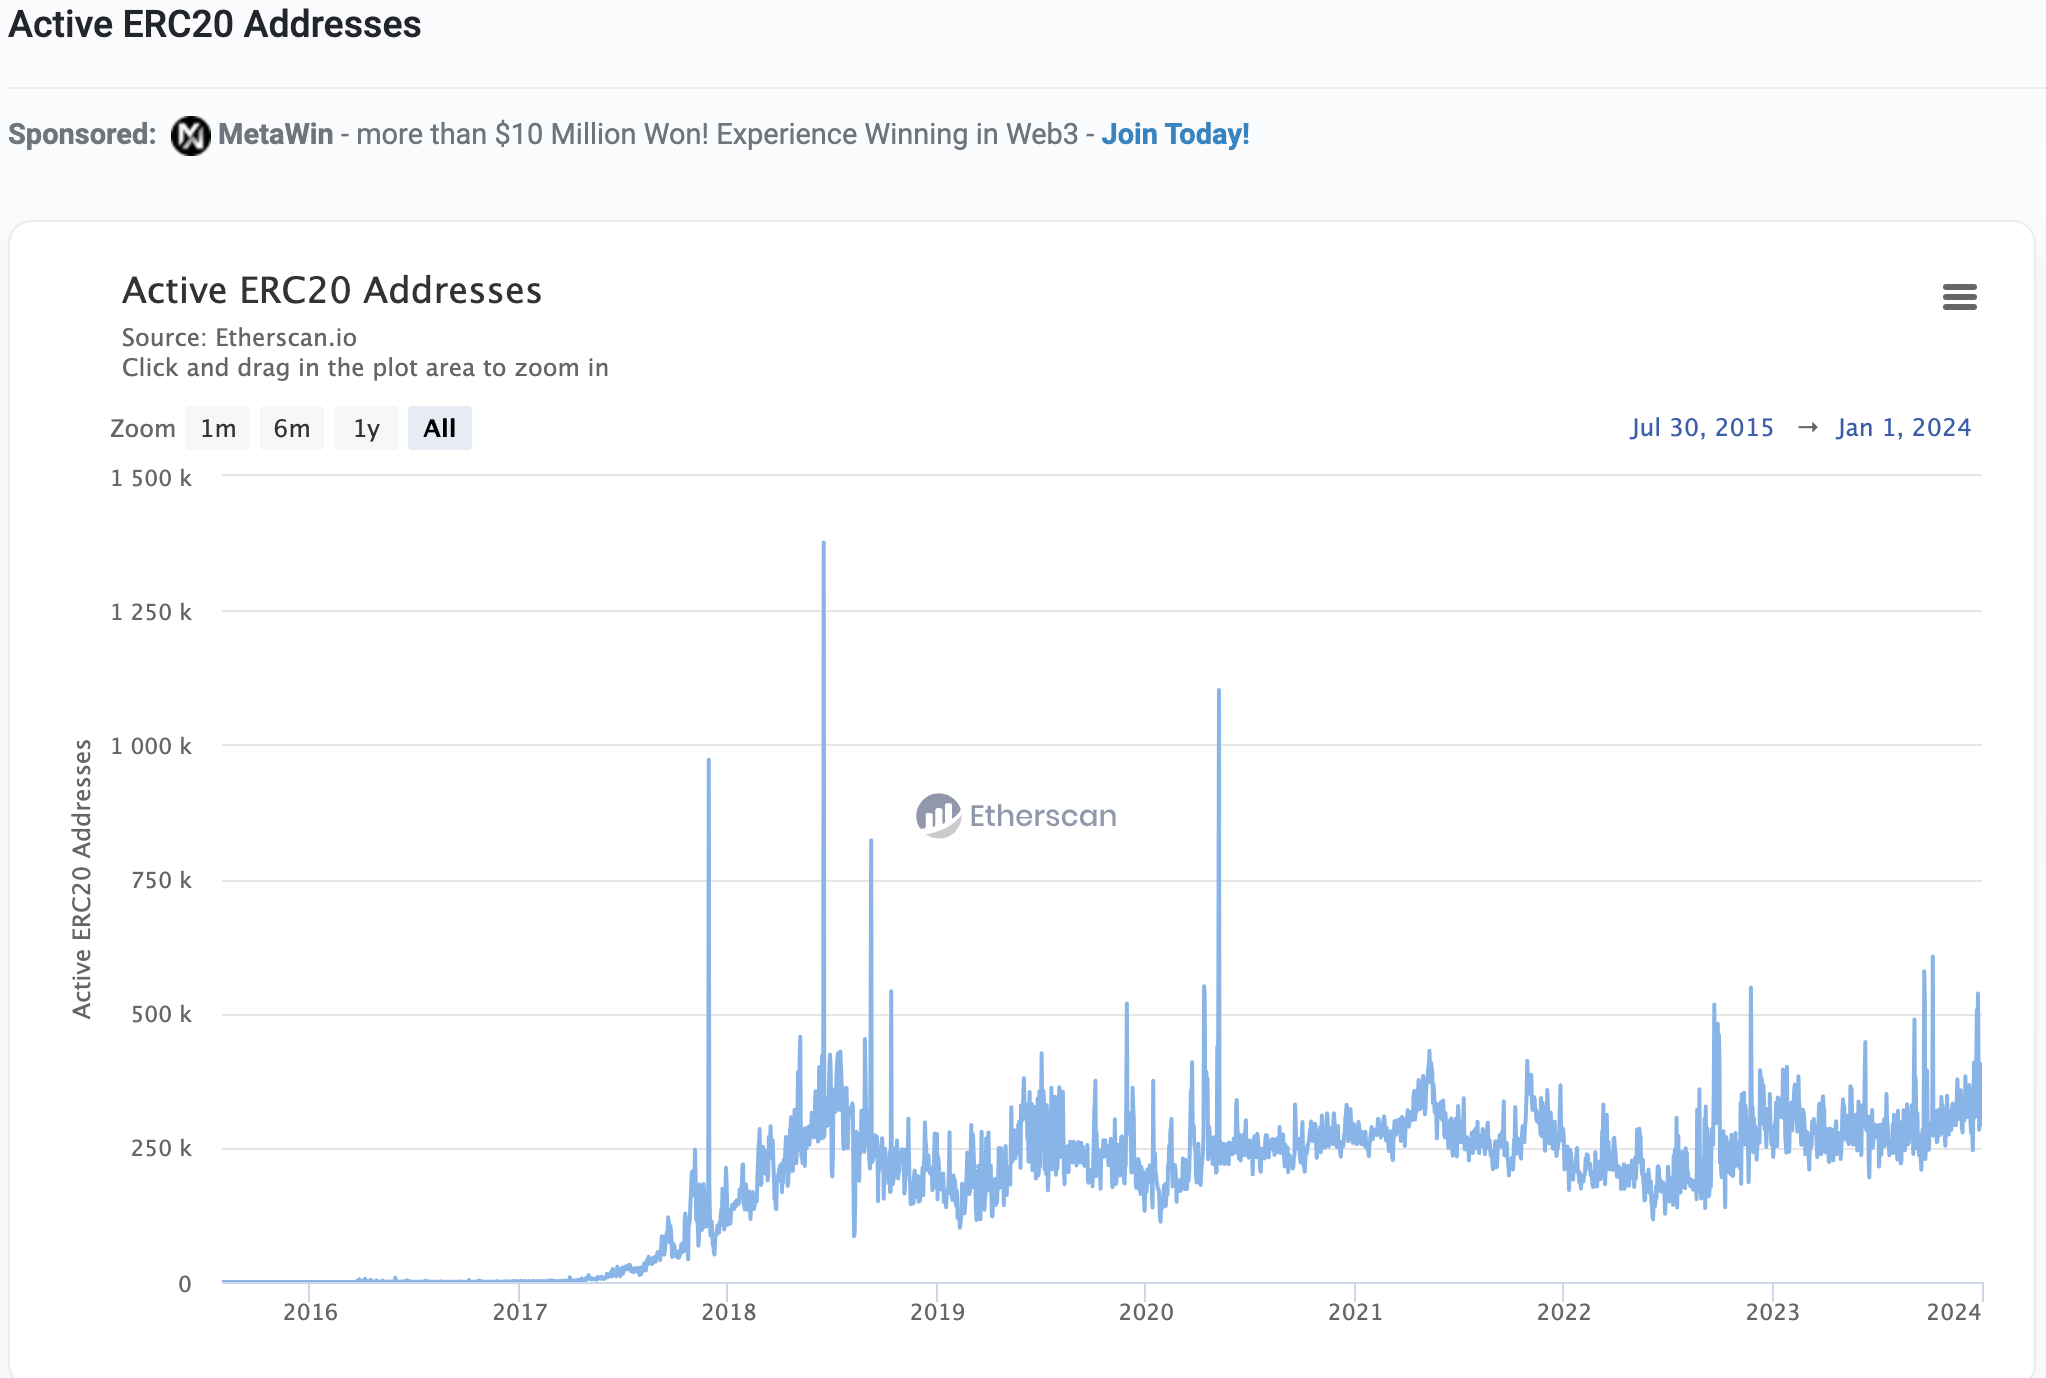 Active ERC20 Addresses
Sponsored: MetaWin - more than $10 Million Won! Experience Winning in Web3 - Join Today!
Active ERC20 Addresses
Source: Etherscan.io
Click and drag in the plot area to zoom in
Zoom 1m 6m 1y All
Jul 30, 2015 → Jan 1, 2024
Active ERC20 Addresses
1 500 k
1 250 k
1 000 k
750 k
500 k
250 k
0
Etherscan
2016 2017 2018 2019 2020 2021 2022 2023 2024